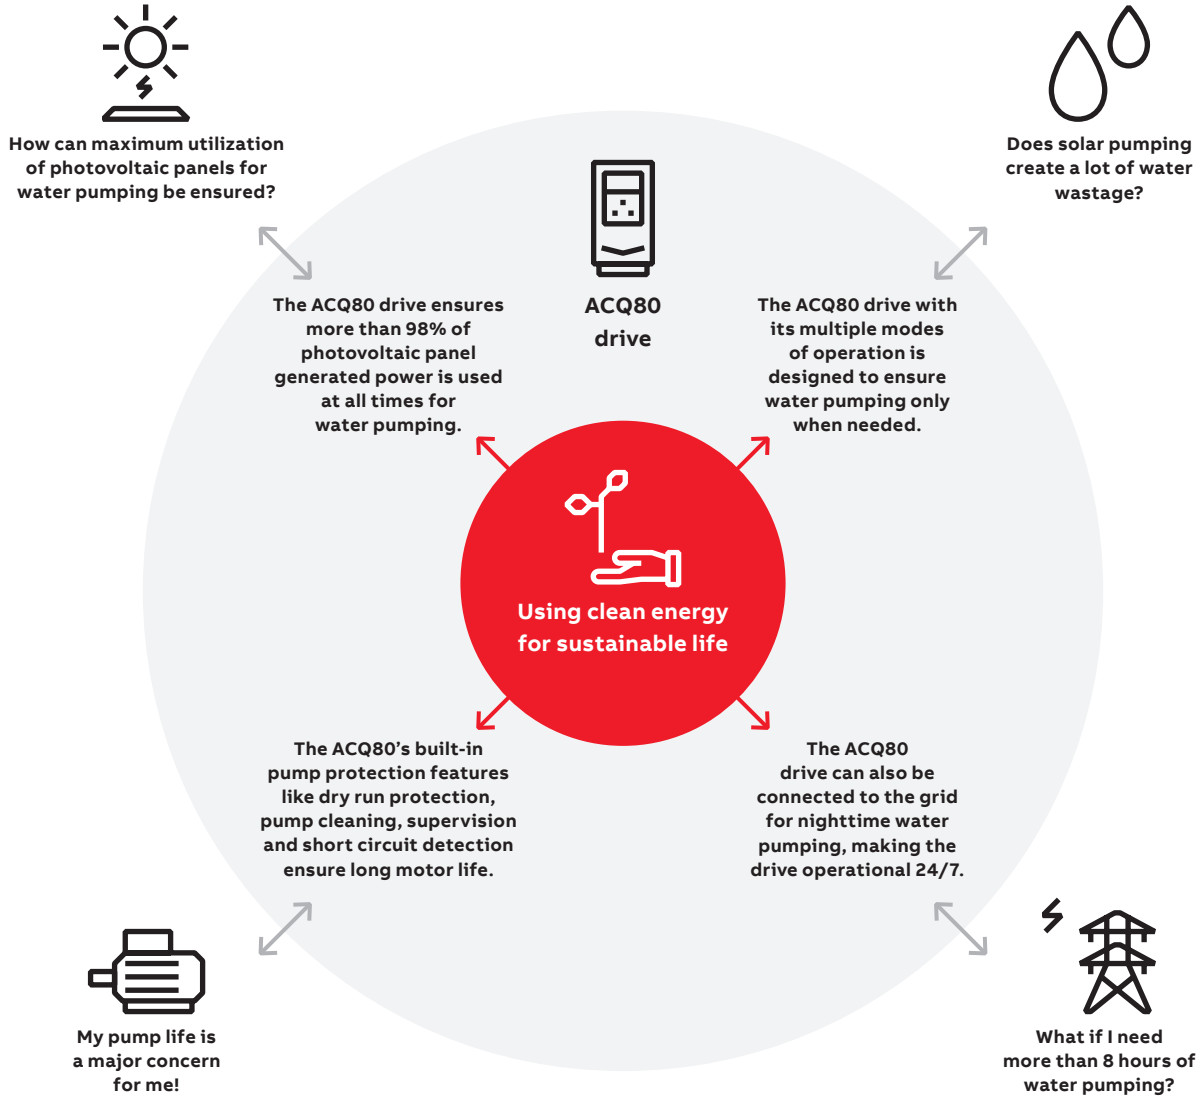 How can maximum utilization
of photovoltaic panels for
water pumping be ensured?
Does solar pumping
create a lot of water
wastage?
ACQ80
drive
The ACQ80 drive ensures
more than 98% of
photovoltaic panel
generated power is used
at all times for
water pumping.
The ACQ80 drive with
its multiple modes
of operation is
designed to ensure
water pumping only
when needed.
Using clean energy
for sustainable life
The ACQ80’s built-in
pump protection features
like dry run protection,
pump cleaning, supervision
and short circuit detection
ensure long motor life.
The ACQ80
drive can also be
connected to the grid
for nighttime water
pumping, making the
drive operational 24/7.
My pump life is
a major concern
for me!
What if I need
more than 8 hours of
water pumping?